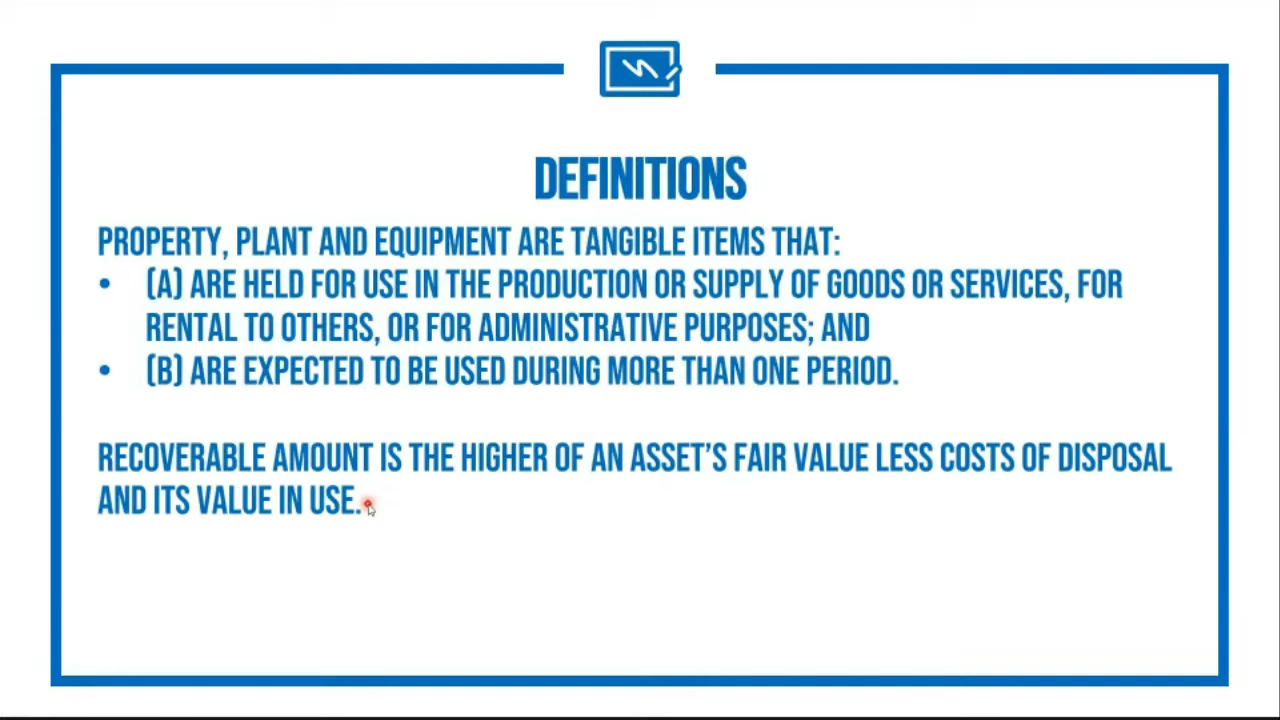 DEFINITIONS
PROPERTY, PLANT AND EQUIPMENT ARE TANGIBLE ITEMS THAT:
• (A) ARE HELD FOR USE IN THE PRODUCTION OR SUPPLY OF GOODS OR SERVICES, FOR
RENTAL TO OTHERS, OR FOR ADMINISTRATIVE PURPOSES; AND
• (B) ARE EXPECTED TO BE USED DURING MORE THAN ONE PERIOD.
RECOVERABLE AMOUNT IS THE HIGHER OF AN ASSET’S FAIR VALUE LESS COSTS OF DISPOSAL
AND ITS VALUE IN USE.